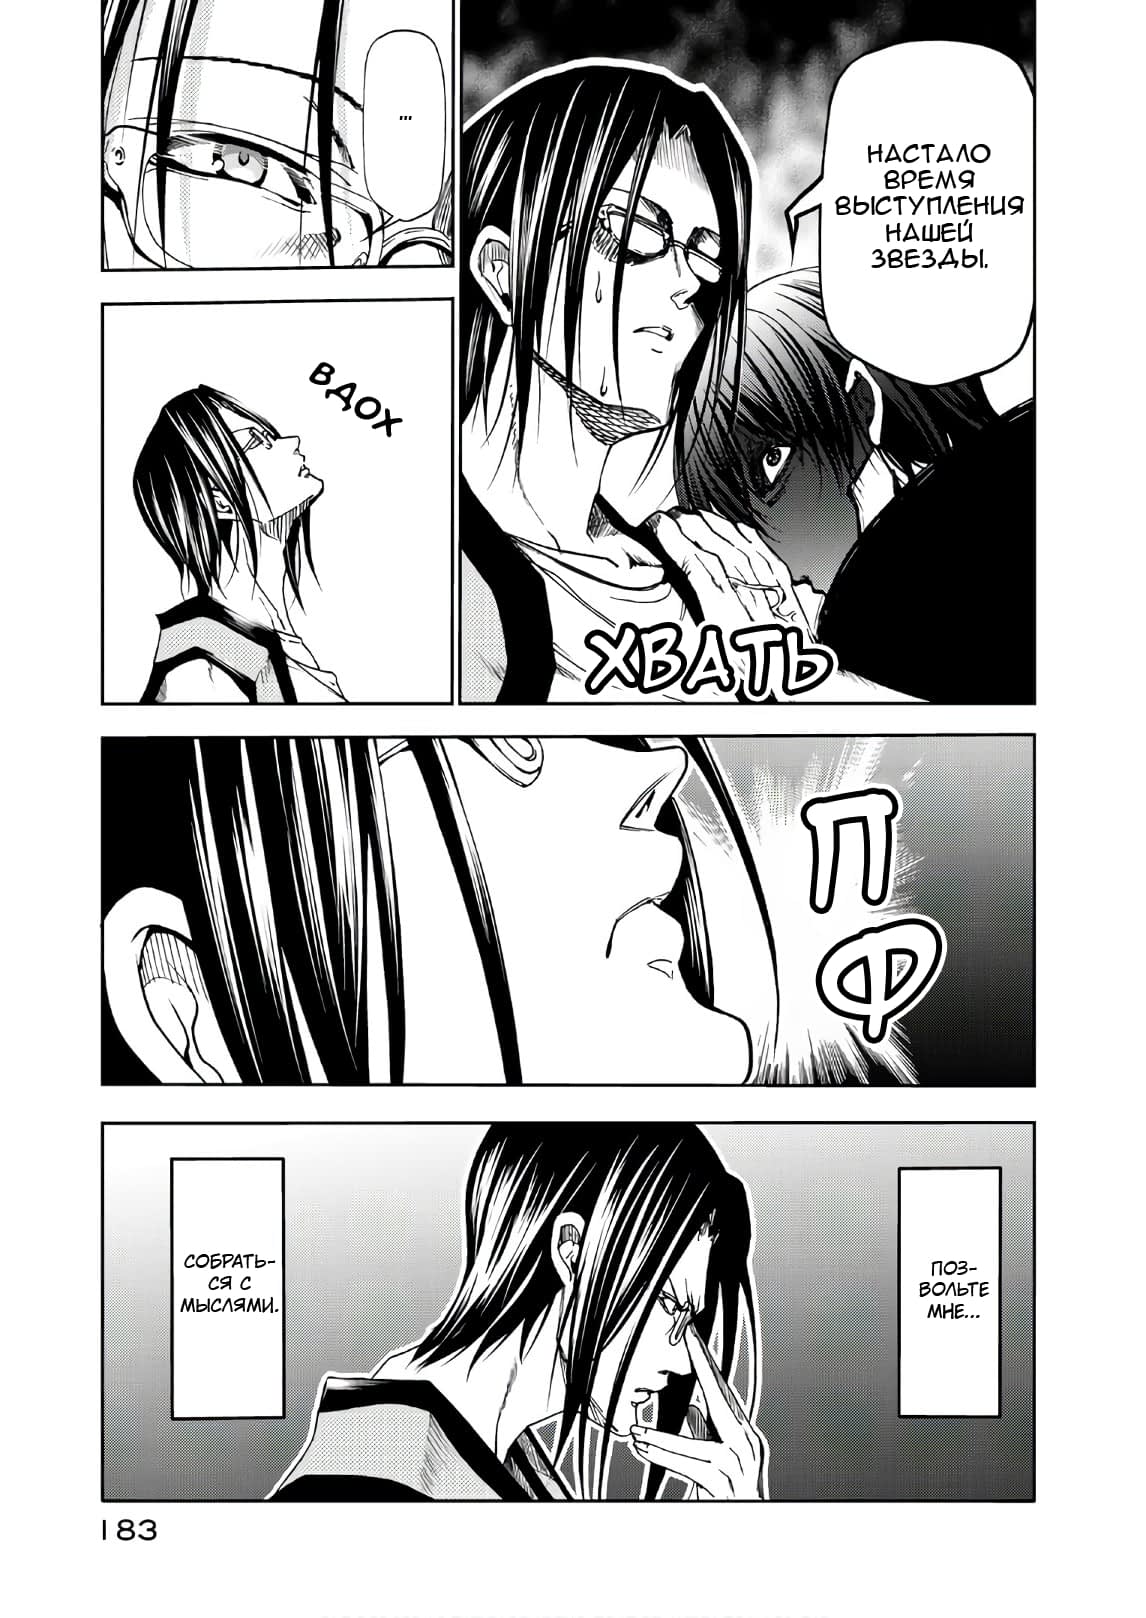 НАСТАЛО
ВРЕМЯ
ВЫСТУПЛЕНИЯ
НАШЕЙ
ЗВЕЗДЫ.
ХВАТЬ
...
ВДОХ
П
Ф
ПОЗ-
ВОЛЬТЕ
МНЕ...
СОБРАТЬ-
СЯ С
МЫСЛЯМИ.
183